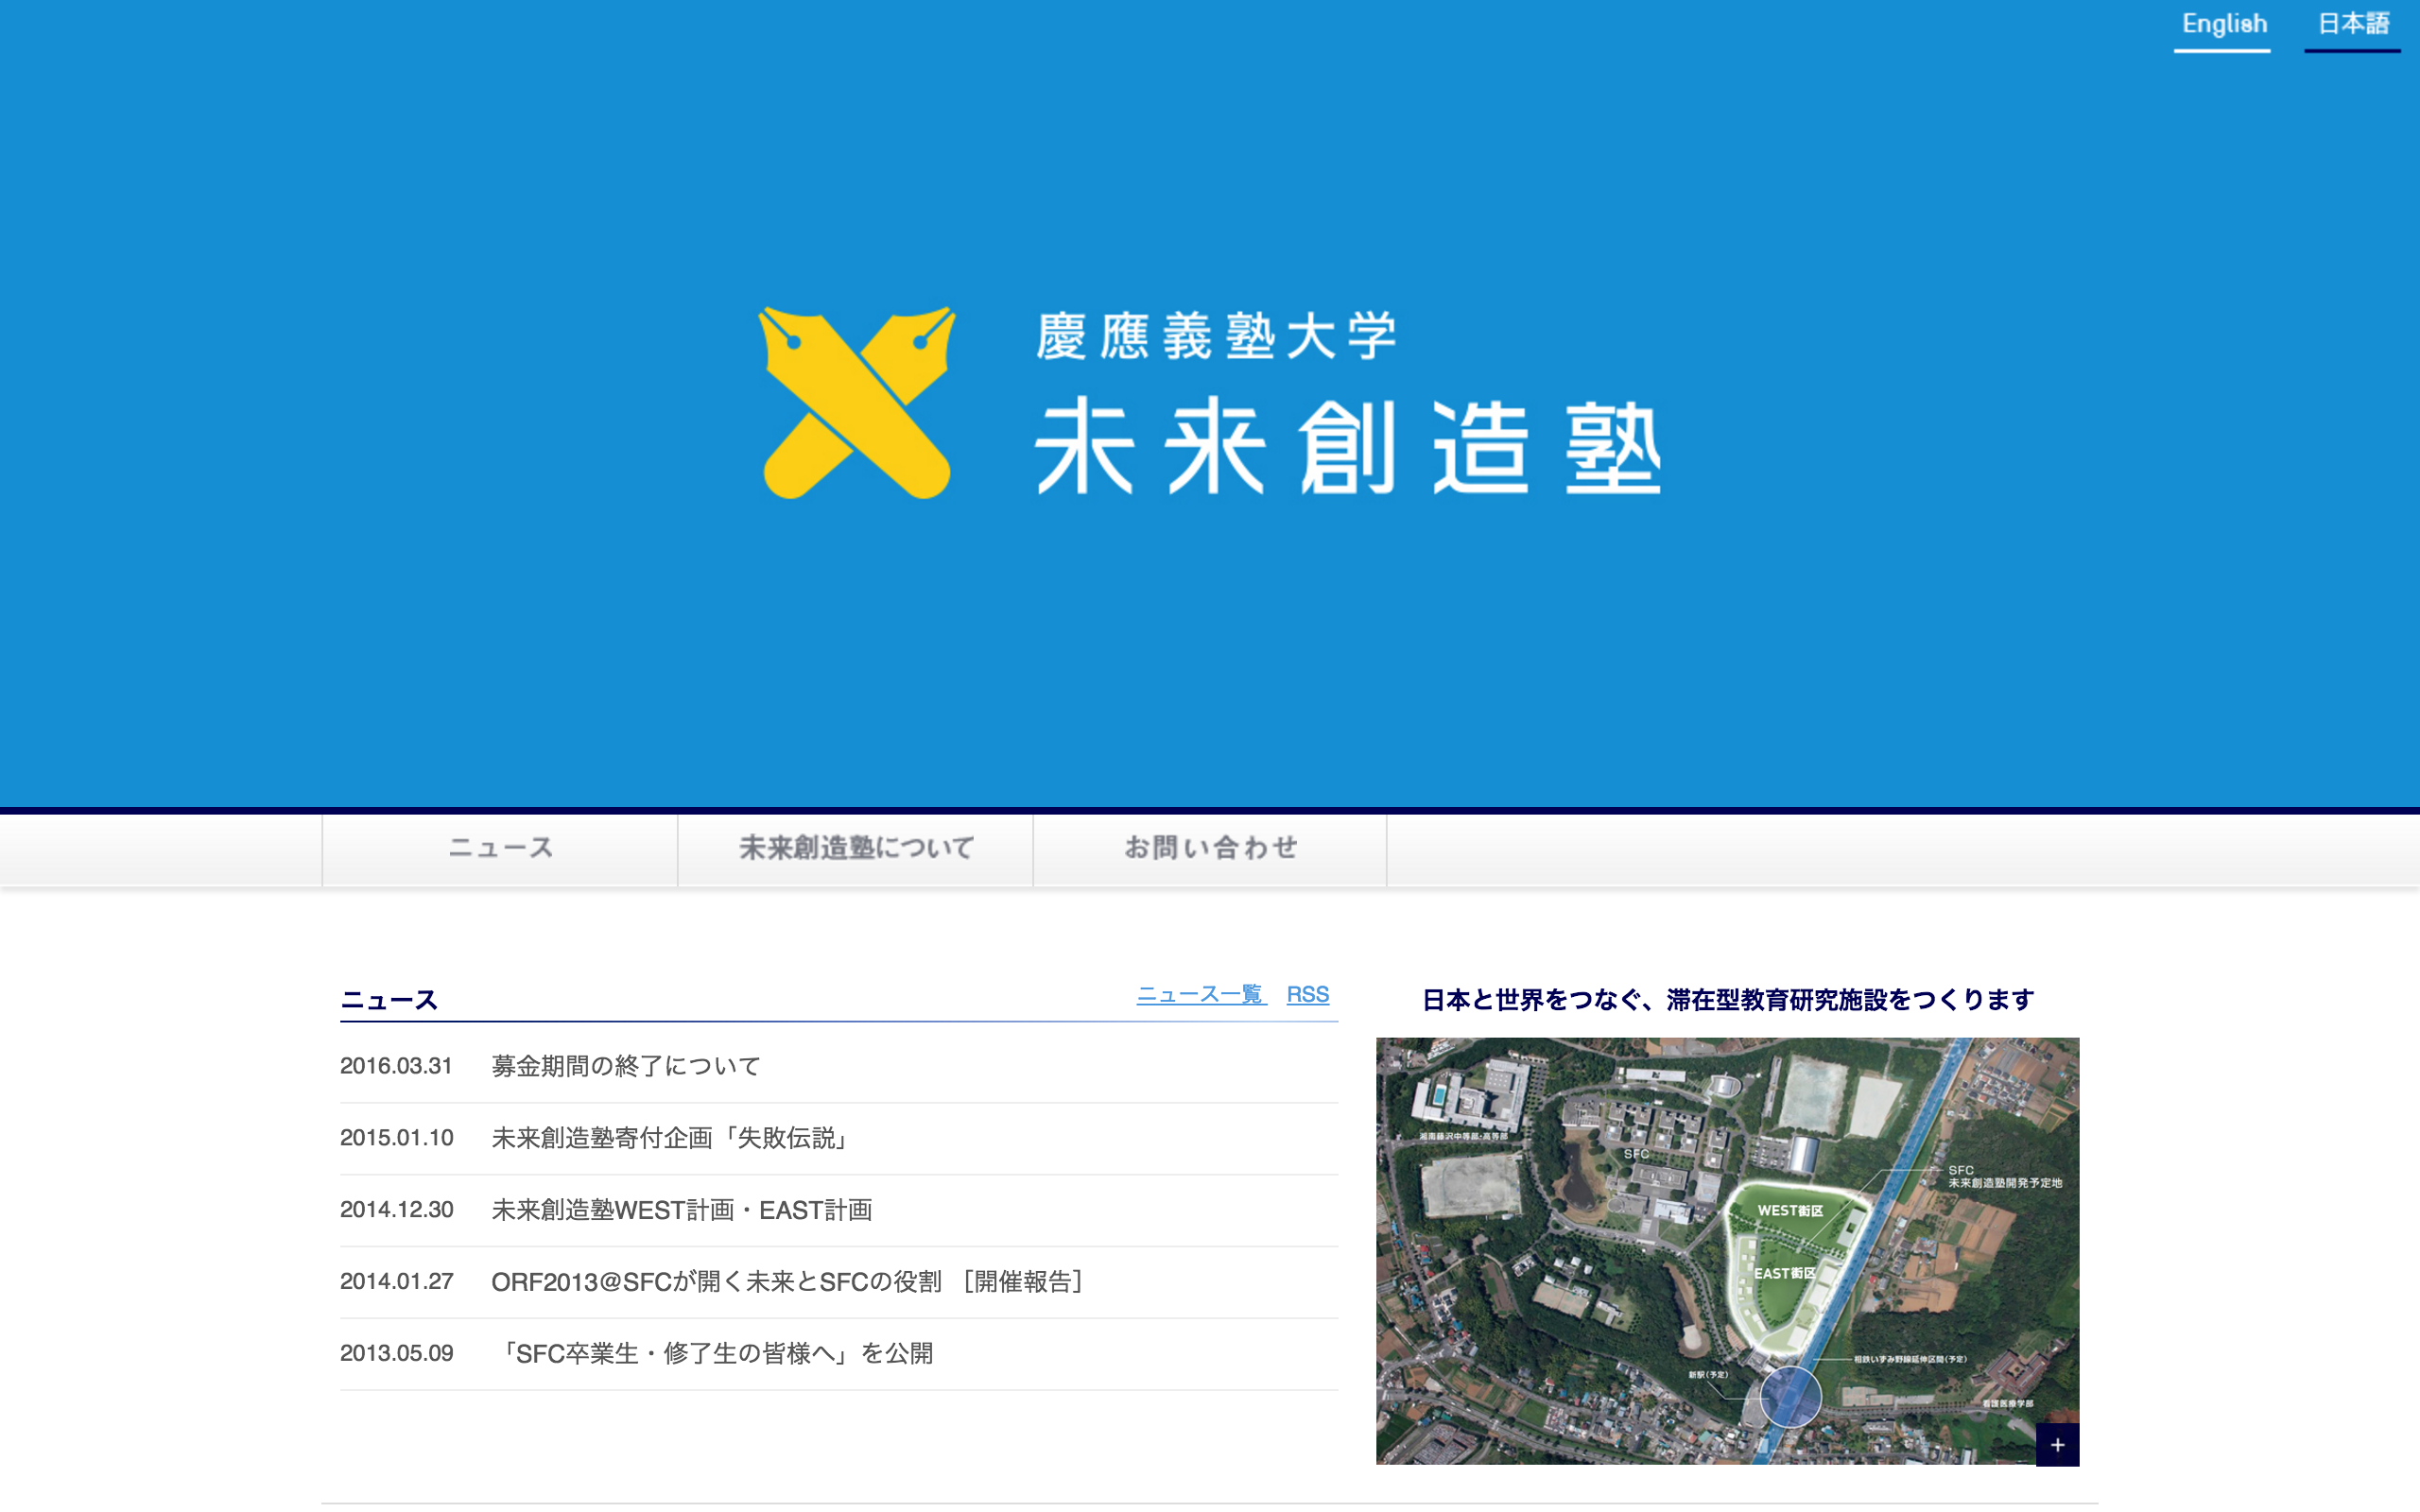 English 日本語
慶應義塾大学
未来創造塾
ニュース 未来創造塾について お問い合わせ
ニュース ニュース一覧 RSS
2016.03.31 募金期間の終了について
2015.01.10 未来創造塾寄付企画「失敗伝説」
2014.12.30 未来創造塾WEST計画・EAST計画
2014.01.27 ORF2013@SFCが開く未来とSFCの役割 ［開催報告］
2013.05.09 「SFC卒業生・修了生の皆様へ」を公開
日本と世界をつなぐ、滞在型教育研究施設をつくります
湘南藤沢中等部・高等部
SFC
SFC
未来創造塾開発予定地
WEST街区
EAST街区
相鉄いずみ野線延伸区間(予定)
新駅(予定)
看護医療学部
+